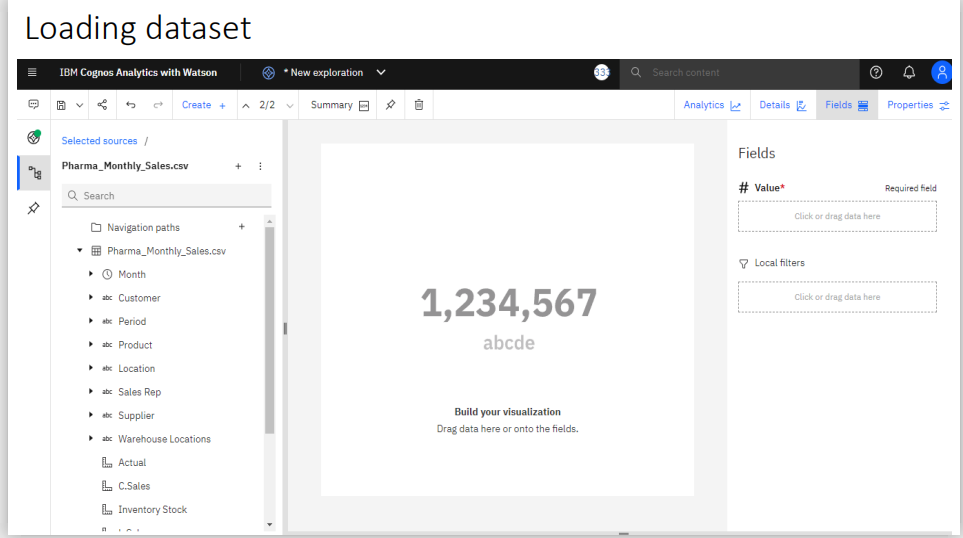 Loading dataset
IBM Cognos Analytics with Watson
* New exploration
333
Search content
Create +
2/2
Summary
Analytics
Details
Fields
Properties
Selected sources /
Pharma_Monthly_Sales.csv
Search
Navigation paths
Pharma_Monthly_Sales.csv
Month
abc Customer
abc Period
abc Product
abc Location
abc Sales Rep
abc Supplier
abc Warehouse Locations
Actual
C.Sales
Inventory Stock
1,234,567
abcde
Build your visualization
Drag data here or onto the fields.
Fields
# Value* Required field
Click or drag data here
Local filters
Click or drag data here